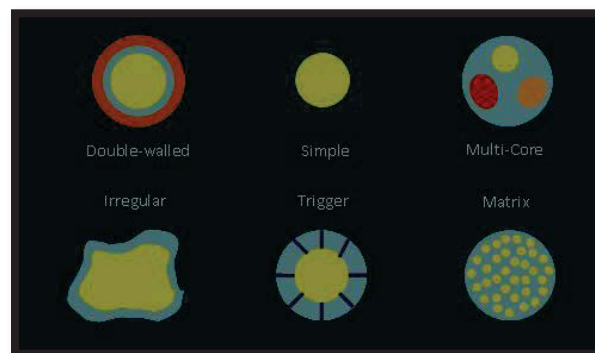 Double-walled
Simple
Multi-Core
Irregular
Trigger
Matrix